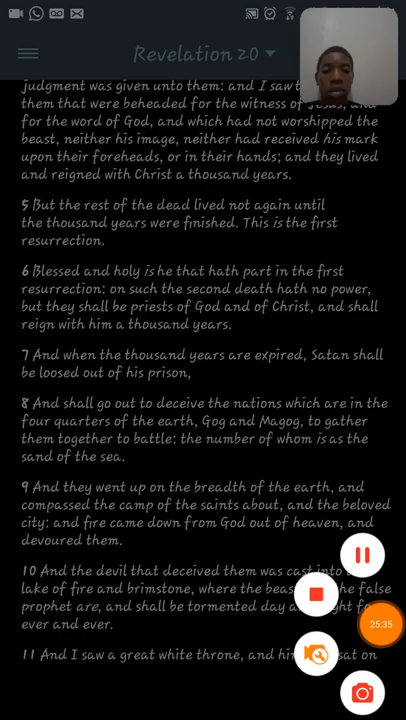 Revelation 20
judgment was given unto them: and I saw
them that were beheaded for the witness of Jesus, and
for the word of God, and which had not worshipped the
beast, neither his image, neither had received his mark
upon their foreheads, or in their hands; and they lived
and reigned with Christ a thousand years.
5 But the rest of the dead lived not again until
the thousand years were finished. This is the first
resurrection.
6 Blessed and holy is he that hath part in the first
resurrection: on such the second death hath no power,
but they shall be priests of God and of Christ, and shall
reign with him a thousand years.
7 And when the thousand years are expired, Satan shall
be loosed out of his prison,
8 And shall go out to deceive the nations which are in the
four quarters of the earth, Gog and Magog, to gather
them together to battle: the number of whom is as the
sand of the sea.
9 And they went up on the breadth of the earth, and
compassed the camp of the saints about, and the beloved
city: and fire came down from God out of heaven, and
devoured them.
10 And the devil that deceived them was cast into
lake of fire and brimstone, where the false
prophet are, and shall be tormented day
ever and ever.
25:35
11 And I saw a great white throne, and sat on